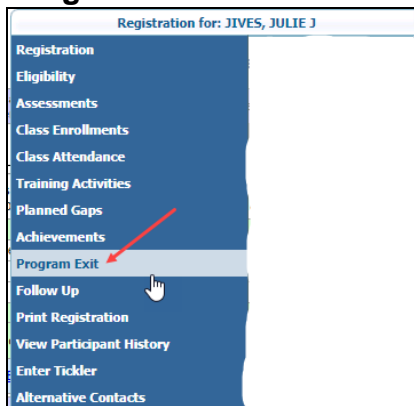 Registration for: JIVES, JULIE J
Registration
Eligibility
Assessments
Class Enrollments
Class Attendance
Training Activities
Planned Gaps
Achievements
Program Exit
Follow Up
Print Registration
View Participant History
Enter Tickler
Alternative Contacts